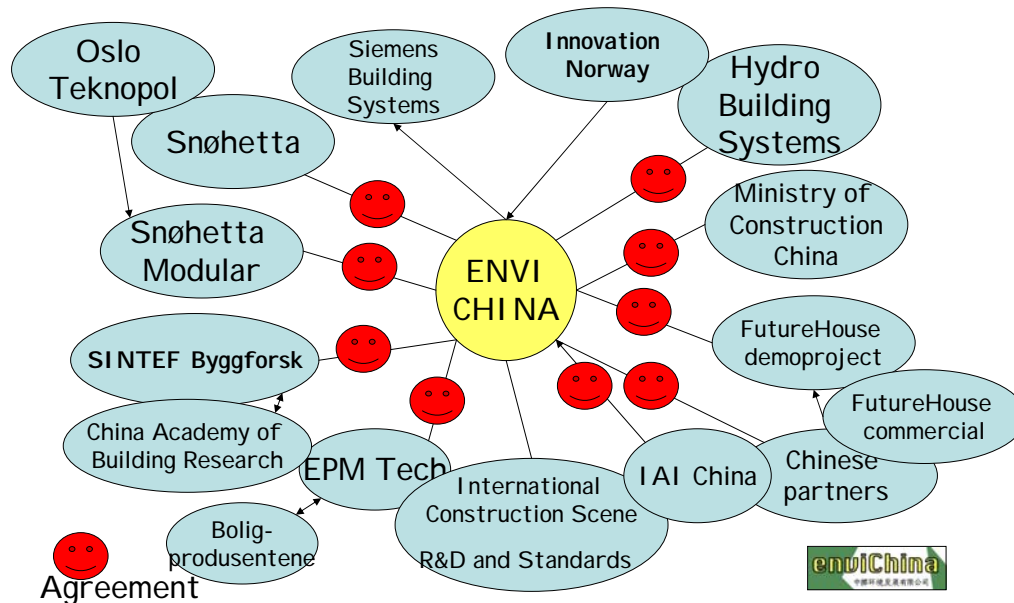 Oslo
Teknopol
Siemens
Building
Systems
Innovation
Norway
Hydro
Building
Systems
Snøhetta
Ministry of
Construction
China
Snøhetta
Modular
ENVI
CHINA
FutureHouse
demoproject
SINTEF Byggforsk
FutureHouse
commercial
China Academy of
Building Research
EPM Tech
International
Construction Scene
R&D and Standards
IAI China
Chinese
partners
Bolig-
produsentene
Agreement
enviChina